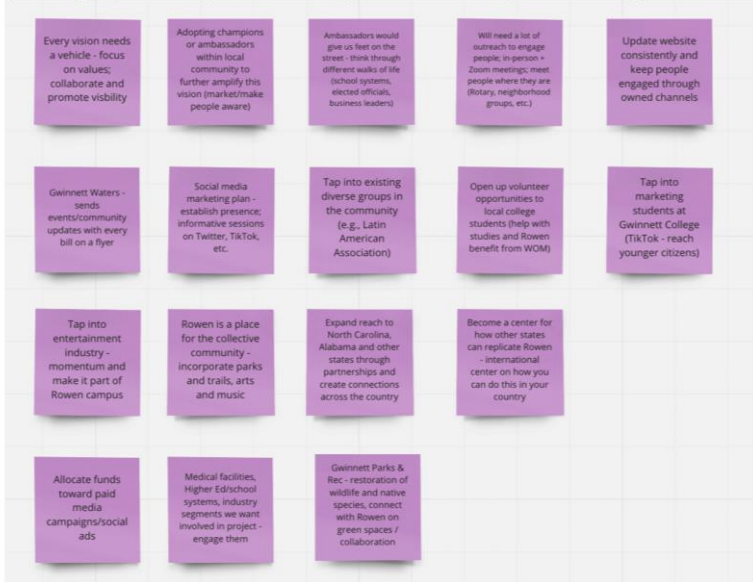 Every vision needs
a vehicle - focus
on values;
collaborate and
promote visbility
Adopting champions
or ambassadors
within local
community to
further amplify this
vision (market/make
people aware)
Ambassadors would
give us feet on the
street - think through
different walks of life
(school systems,
elected officials,
business leaders)
Will need a lot of
outreach to engage
people; in-person +
Zoom meetings; meet
people where they are
(Rotary, neighborhood
groups, etc.)
Update website
consistently and
keep people
engaged through
owned channels
Gwinnett Waters -
sends
events/community
updates with every
bill on a flyer
Social media
marketing plan -
establish presence;
informative sessions
on Twitter, TikTok,
etc.
Tap into existing
diverse groups in
the community
(e.g., Latin
American
Association)
Open up volunteer
opportunities to
local college
students (help with
studies and Rowen
benefit from WOM)
Tap into
marketing
students at
Gwinnett College
(TikTok - reach
younger citizens)
Tap into
entertainment
industry -
momentum and
make it part of
Rowen campus
Rowen is a place
for the collective
community -
incorporate parks
and trails, arts
and music
Expand reach to
North Carolina,
Alabama and other
states through
partnerships and
create connections
across the country
Become a center for
how other states
can replicate Rowen
- international
center on how you
can do this in your
country
Allocate funds
toward paid
media
campaigns/social
ads
Medical facilities,
Higher Ed/school
systems, industry
segments we want
involved in project -
engage them
Gwinnett Parks &
Rec - restoration of
wildlife and native
species, connect
with Rowen on
green spaces /
collaboration